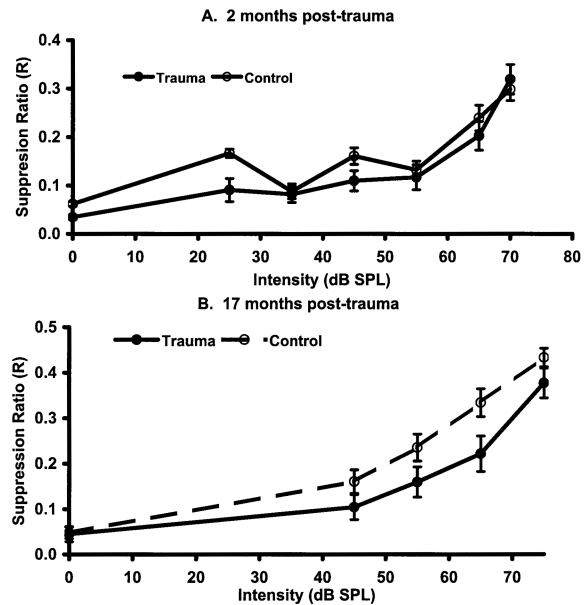 A. 2 months post-trauma
0.4
Trauma Control
0.3
0.2
0.1
0.0
Suppression Ratio (R)
0 10 20 30 40 50 60 70 80
Intensity (dB SPL)
B. 17 months post-trauma
0.5
Trauma Control
0.4
0.3
0.2
0.1
0.0
Suppression Ratio (R)
0 10 20 30 40 50 60 70
Intensity (dB SPL)